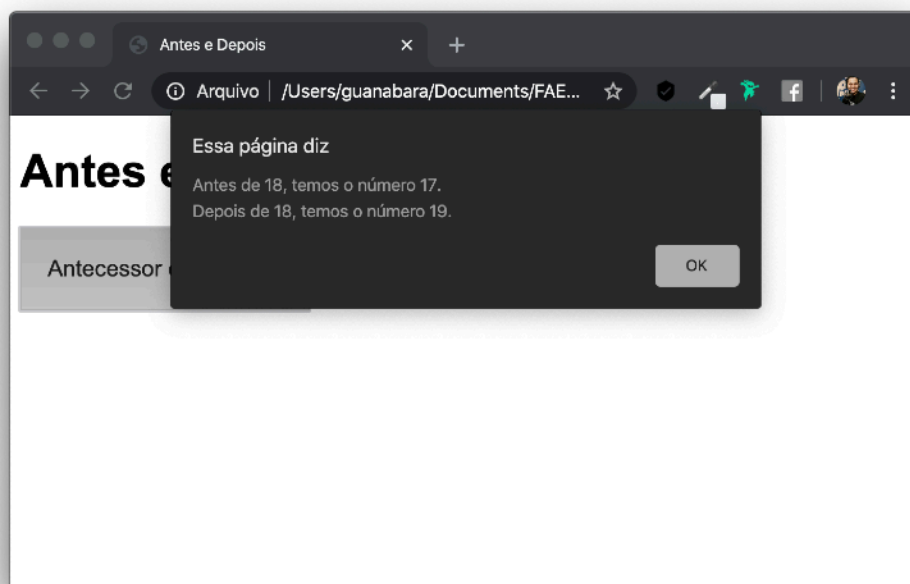 Antes e Depois
Arquivo /Users/guanabara/Documents/FAE...
Essa página diz
Antes de 18, temos o número 17.
Depois de 18, temos o número 19.
OK
Antes e
Antecessor